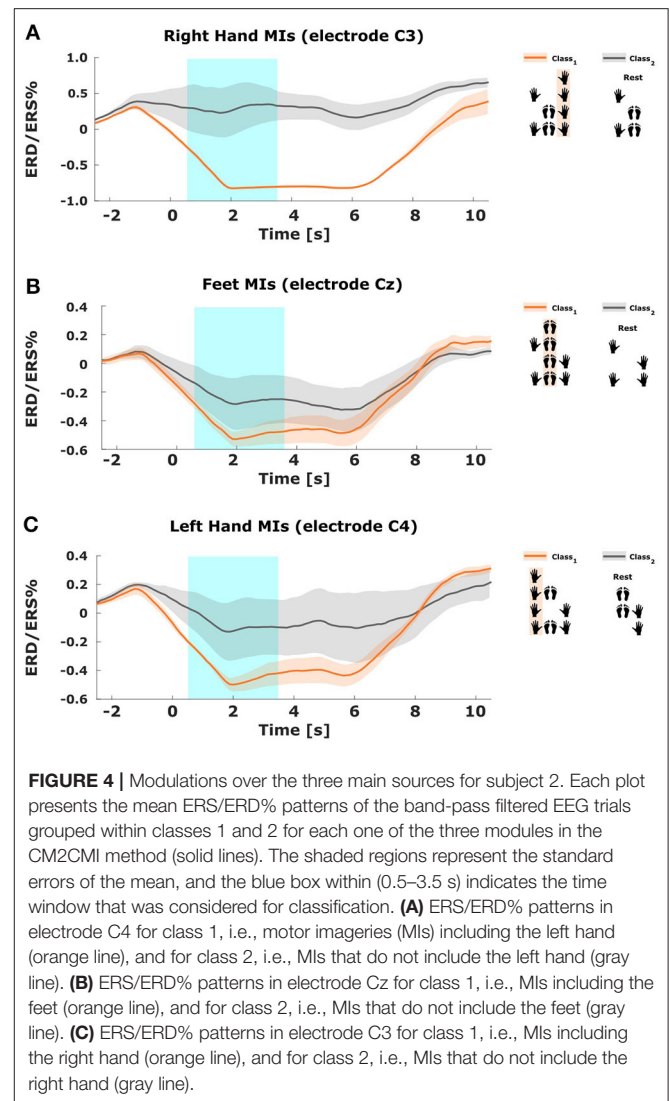 A
Right Hand MIs (electrode C3)
ERD/ERS%
1.0
0.5
0
-0.5
-1.0
-2 0 2 4 6 8 10
Time [s]
Class1 Class2
Rest
B
Feet MIs (electrode Cz)
ERD/ERS%
0.4
0.2
0
-0.2
-0.4
-0.6
-2 0 2 4 6 8 10
Time [s]
Class1 Class2
Rest
C
Left Hand MIs (electrode C4)
ERD/ERS%
0.4
0.2
0
-0.2
-0.4
-0.6
-2 0 2 4 6 8 10
Time [s]
Class1 Class2
Rest
FIGURE 4 | Modulations over the three main sources for subject 2. Each plot
presents the mean ERS/ERD% patterns of the band-pass filtered EEG trials
grouped within classes 1 and 2 for each one of the three modules in the
CM2CMI method (solid lines). The shaded regions represent the standard
errors of the mean, and the blue box within (0.5–3.5 s) indicates the time
window that was considered for classification. (A) ERS/ERD% patterns in
electrode C4 for class 1, i.e., motor imageries (MIs) including the left hand
(orange line), and for class 2, i.e., MIs that do not include the left hand (gray
line). (B) ERS/ERD% patterns in electrode Cz for class 1, i.e., MIs including the
feet (orange line), and for class 2, i.e., MIs that do not include the feet (gray
line). (C) ERS/ERD% patterns in electrode C3 for class 1, i.e., MIs including
the right hand (orange line), and for class 2, i.e., MIs that do not include the
right hand (gray line).